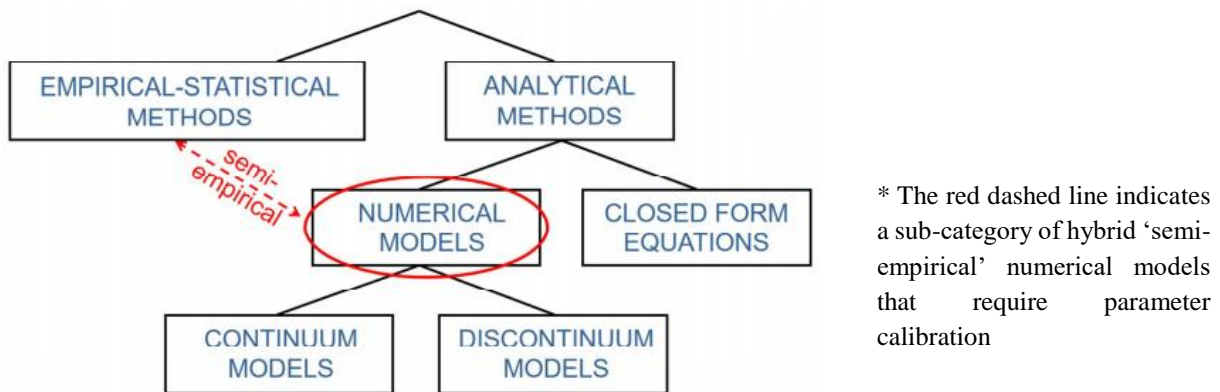 EMPIRICAL-STATISTICAL
METHODS
ANALYTICAL
METHODS
semi-
empirical
NUMERICAL
MODELS
CLOSED FORM
EQUATIONS
CONTINUUM
MODELS
DISCONTINUUM
MODELS
* The red dashed line indicates
a sub-category of hybrid ‘semi-
empirical’ numerical models
that require parameter
calibration